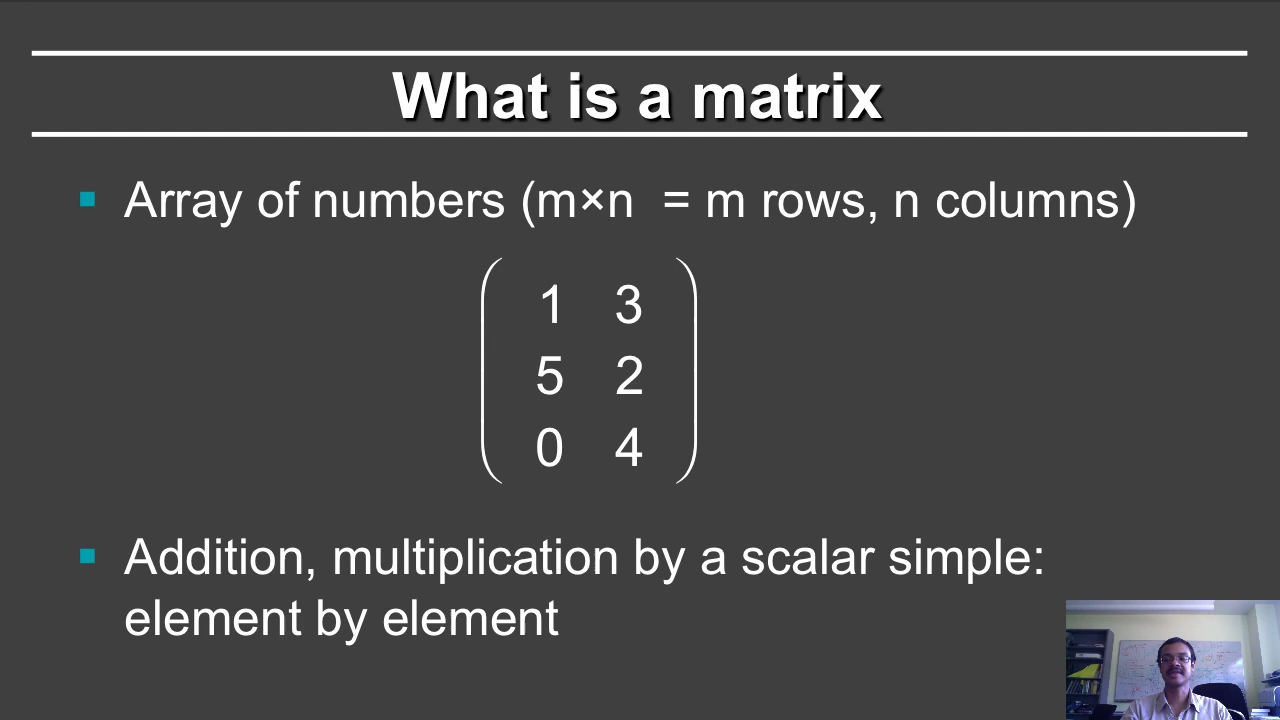 What is a matrix
Array of numbers (m×n = m rows, n columns)
1 3
5 2
0 4
Addition, multiplication by a scalar simple:
element by element